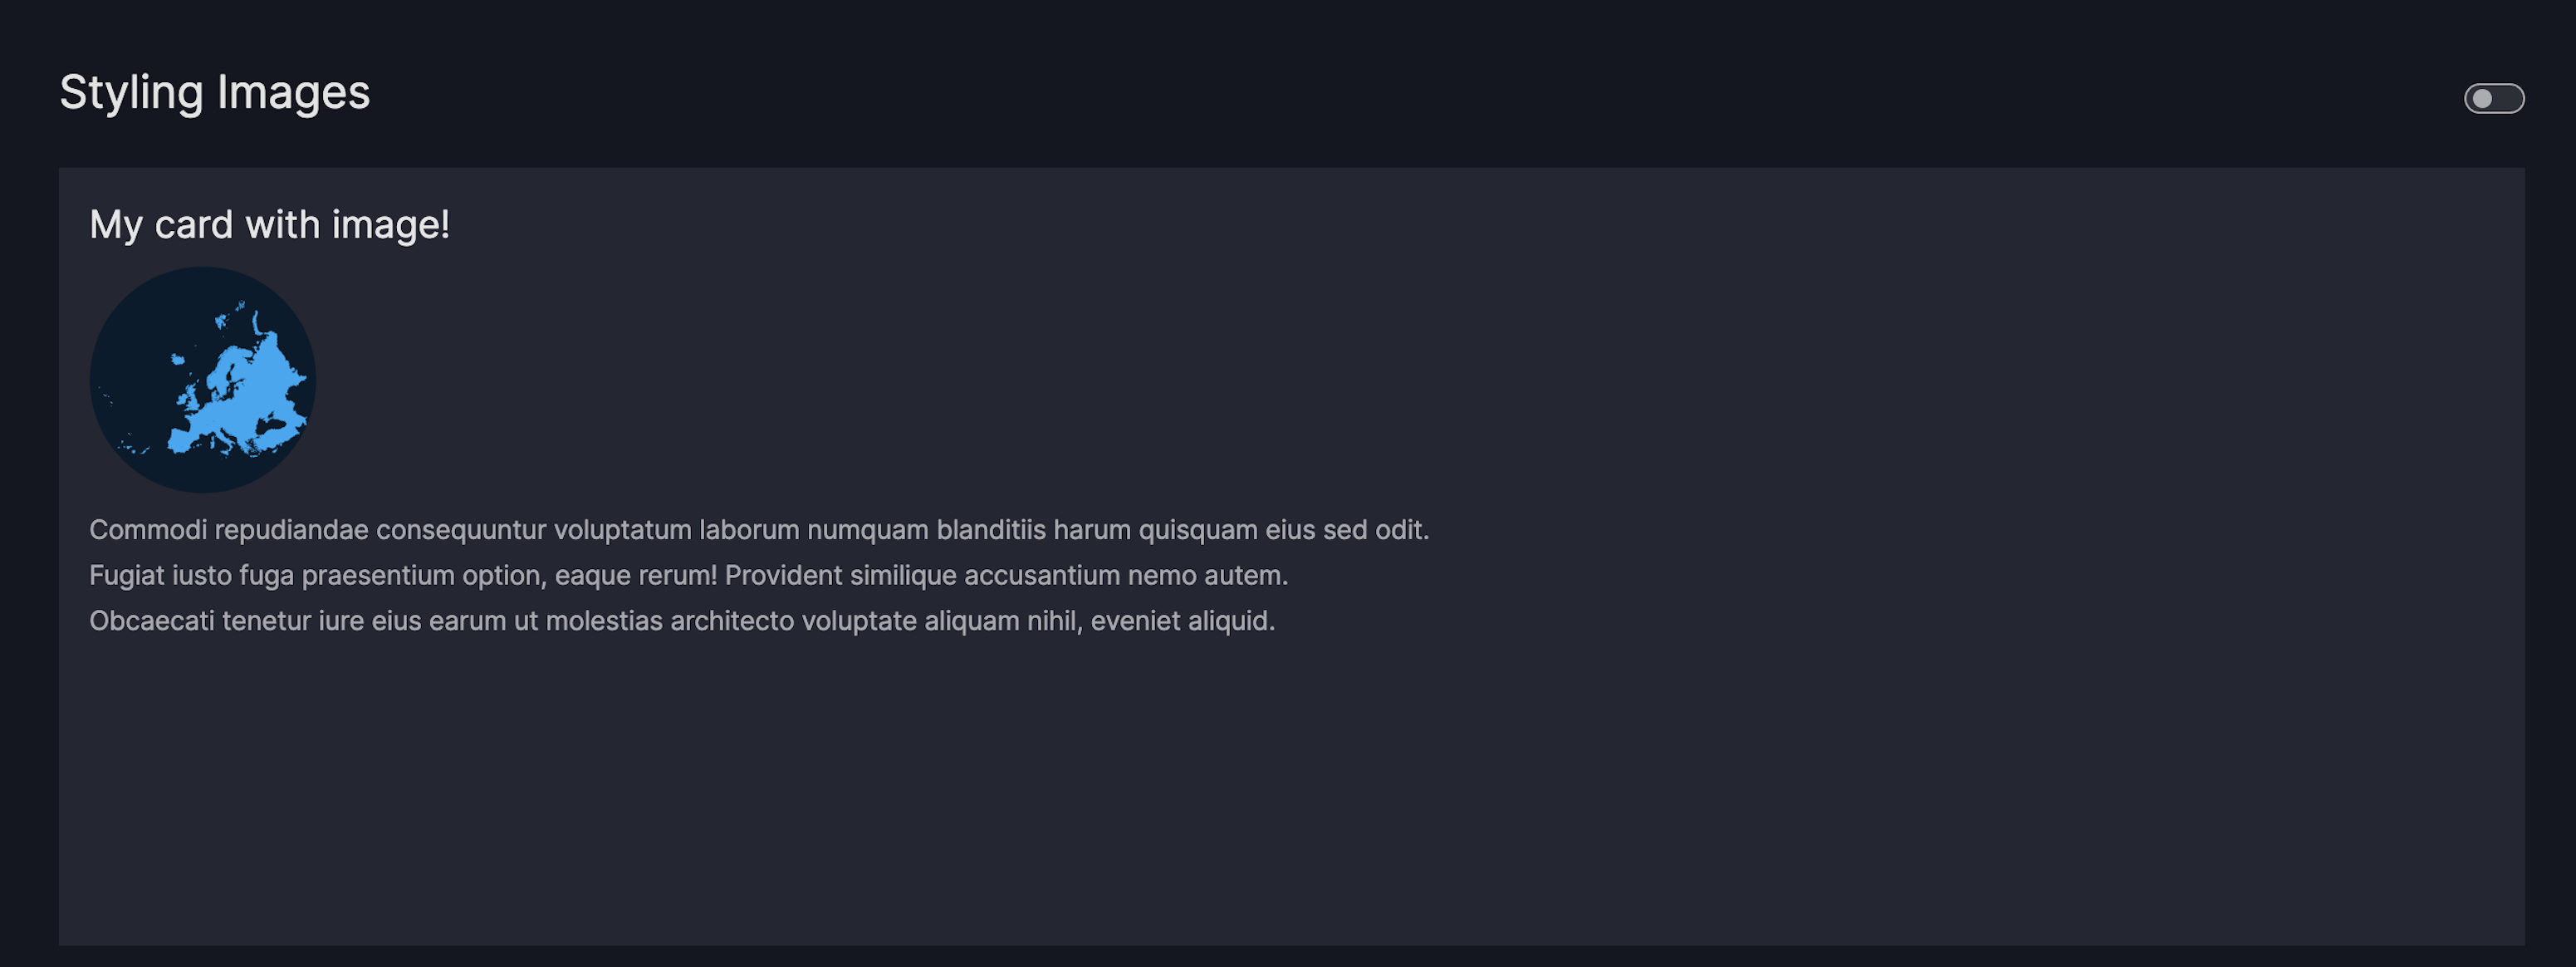 Styling Images
My card with image!
Commodi repudiandae consequuntur voluptatum laborum numquam blanditiis harum quisquam eius sed odit.
Fugiat iusto fuga praesentium option, eaque rerum! Provident similique accusantium nemo autem.
Obcaecati tenetur iure eius earum ut molestias architecto voluptate aliquam nihil, eveniet aliquid.